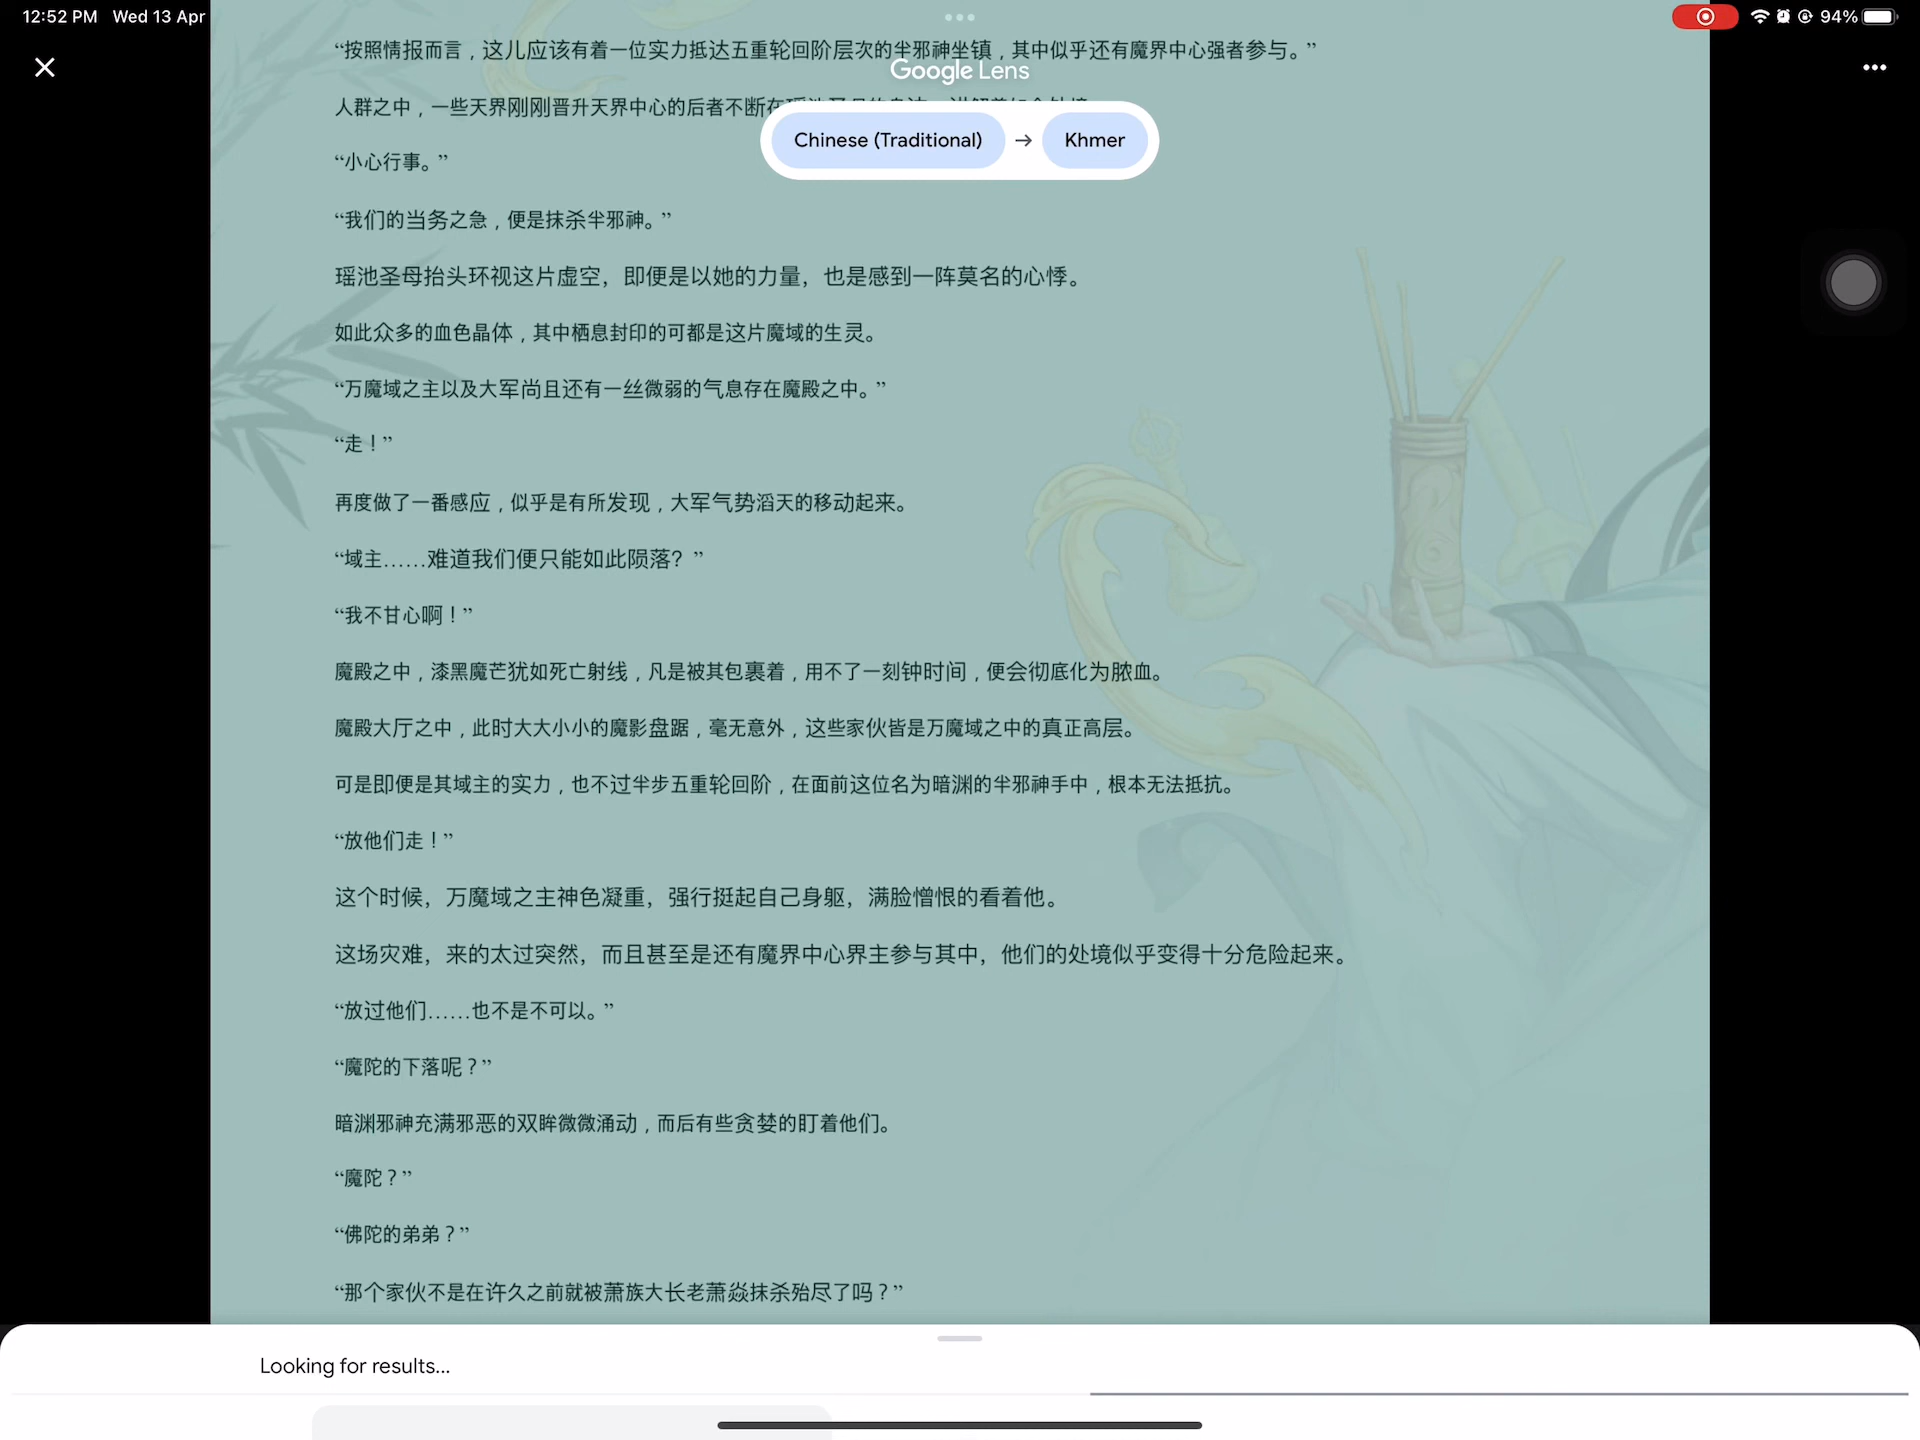 12:52 PM Wed 13 Apr
94%
“按照情报而言，这儿应该有着一位实力抵达五重轮回阶层次的半邪神坐镇，其中似乎还有魔界中心强者参与。”
Google Lens
人群之中，一些天界刚刚晋升天界中心的后者不断在
Chinese (Traditional) → Khmer
“小心行事。”
“我们的当务之急，便是抹杀半邪神。”
瑶池圣母抬头环视这片虚空，即便是以她的力量，也是感到一阵莫名的心悸。
如此众多的血色晶体，其中栖息封印的可都是这片魔域的生灵。
“万魔域之主以及大军尚且还有一丝微弱的气息存在魔殿之中。”
“走！”
再度做了一番感应，似乎是有所发现，大军气势滔天的移动起来。
“域主……难道我们便只能如此陨落？”
“我不甘心啊！”
魔殿之中，漆黑魔芒犹如死亡射线，凡是被其包裹着，用不了一刻钟时间，便会彻底化为脓血。
魔殿大厅之中，此时大大小小的魔影盘踞，毫无意外，这些家伙皆是万魔域之中的真正高层。
可是即便是其域主的实力，也不过半步五重轮回阶，在面前这位名为暗渊的半邪神手中，根本无法抵抗。
“放他们走！”
这个时候，万魔域之主神色凝重，强行挺起自己身躯，满脸憎恨的看着他。
这场灾难，来的太过突然，而且甚至是还有魔界中心界主参与其中，他们的处境似乎变得十分危险起来。
“放过他们……也不是不可以。”
“魔陀的下落呢？”
暗渊邪神充满邪恶的双眸微微涌动，而后有些贪婪的盯着他们。
“魔陀？”
“佛陀的弟弟？”
“那个家伙不是在许久之前就被萧族大长老萧焱抹杀殆尽了吗？”
Looking for results...